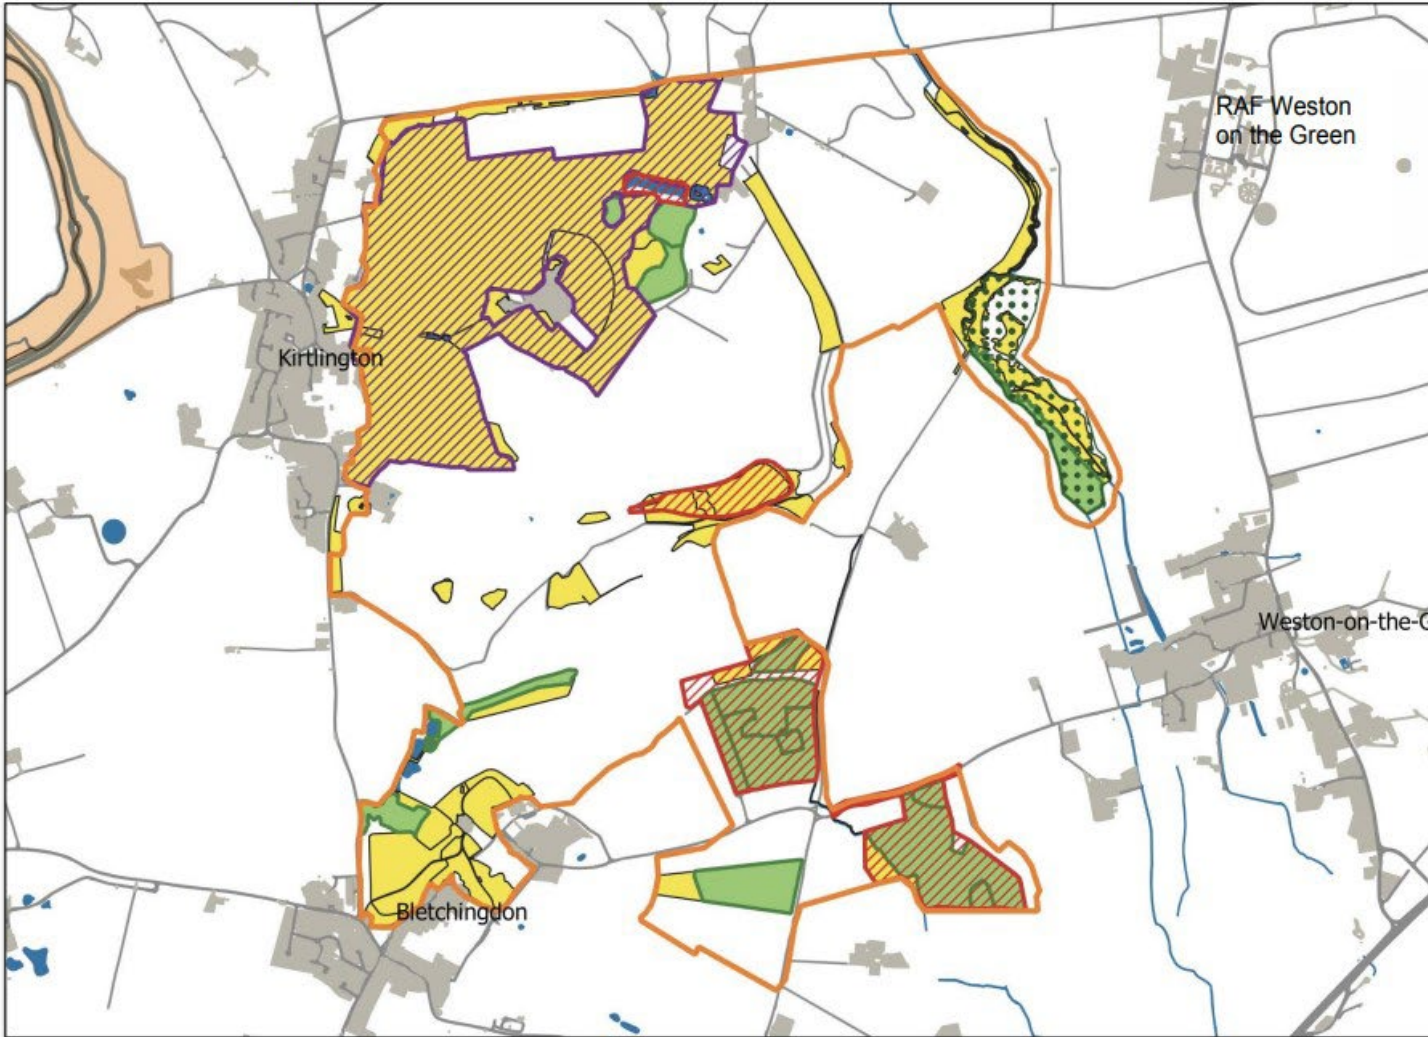 RAF Weston
on the Green
Kirtlington
Weston-on-the-G
Bletchingdon